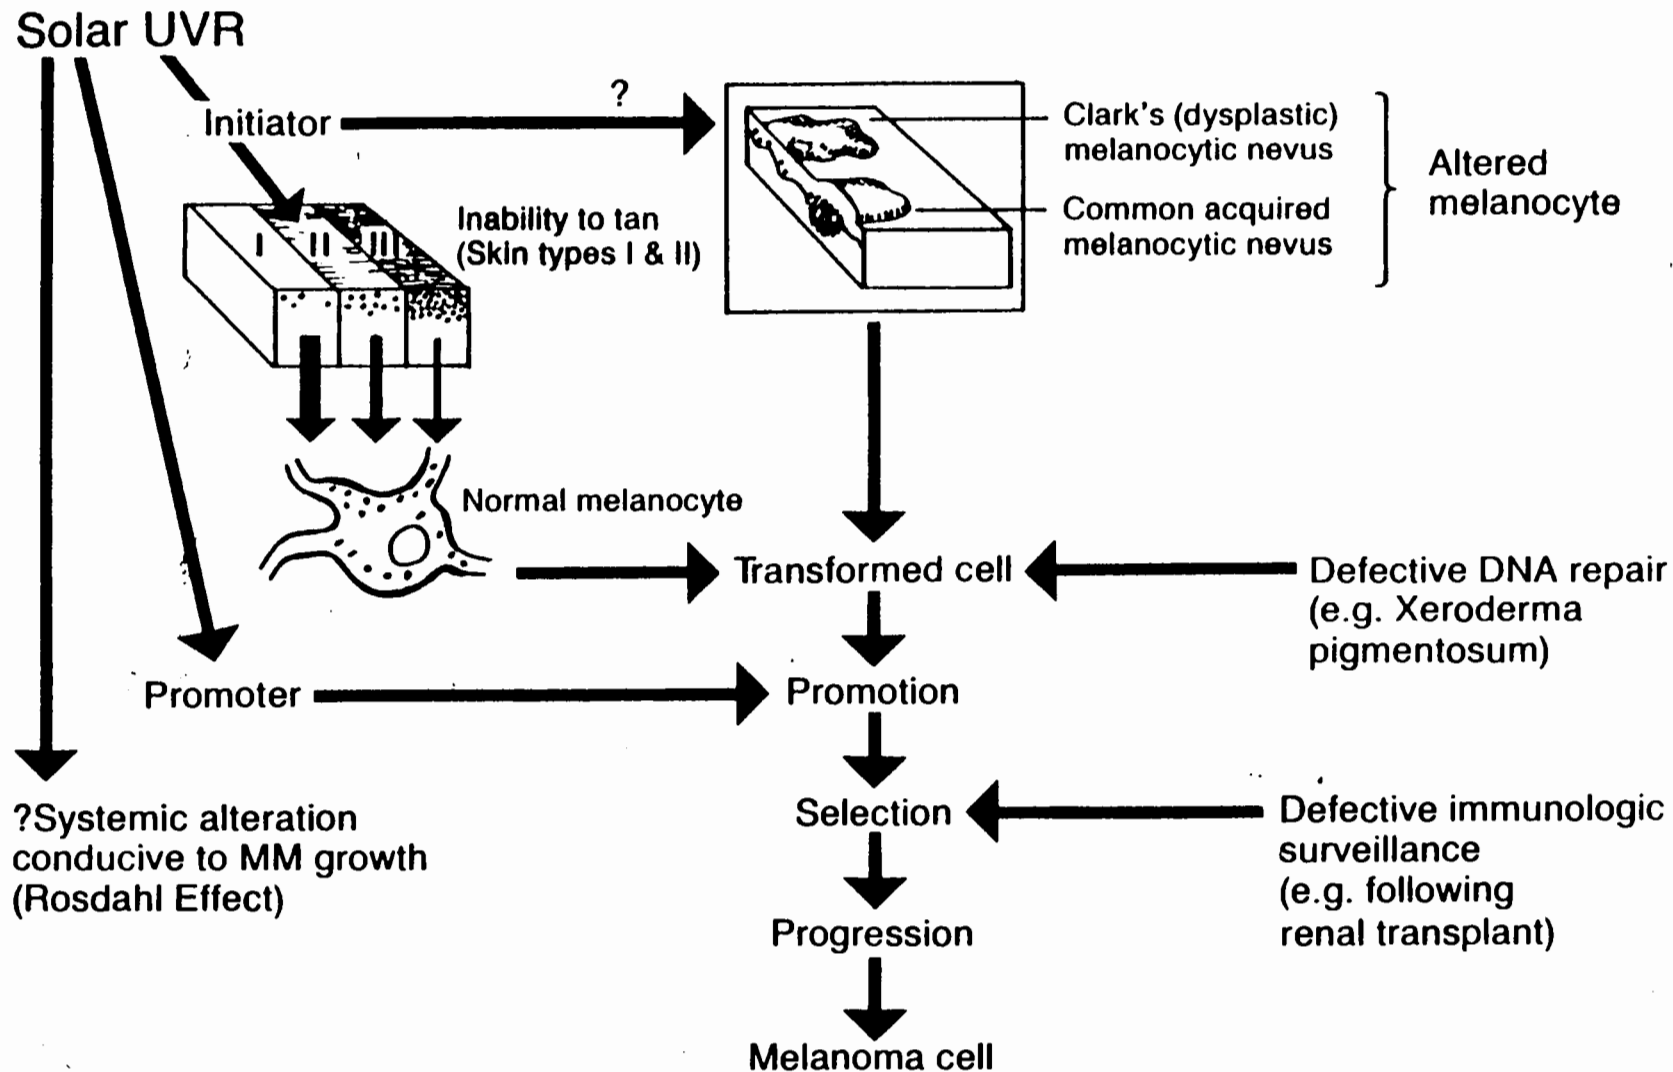 Solar UVR
Initiator
?
Clark's (dysplastic)
melanocytic nevus
Common acquired
melanocytic nevus
Altered
melanocyte
I II III
Inability to tan
(Skin types I & II)
Normal melanocyte
Transformed cell
Defective DNA repair
(e.g. Xeroderma
pigmentosum)
Promoter
Promotion
?Systemic alteration
conducive to MM growth
(Rosdahl Effect)
Selection
Defective immunologic
surveillance
(e.g. following
renal transplant)
Progression
Melanoma cell